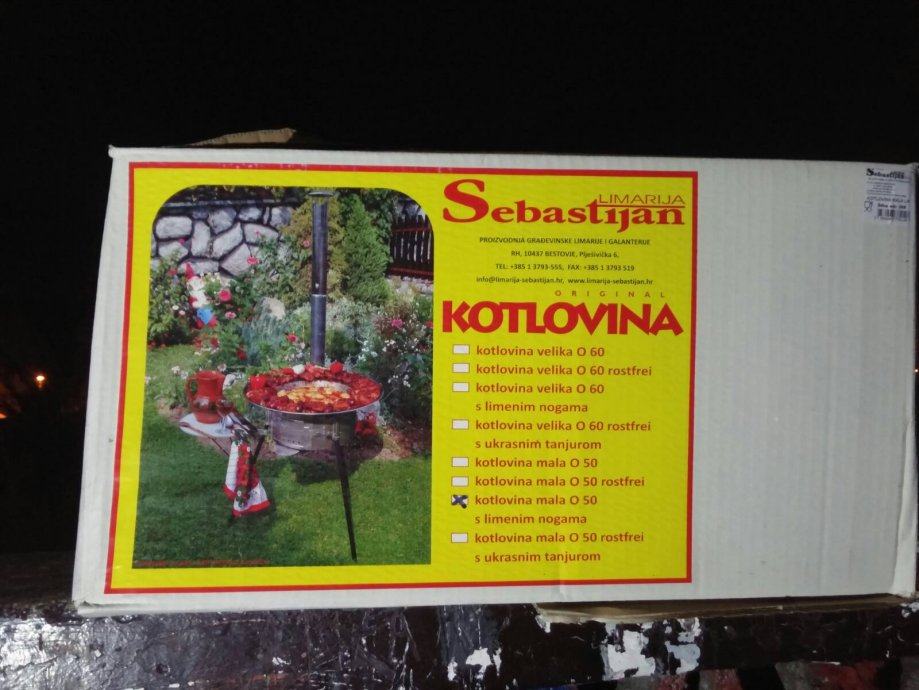 LIMARIJA
Sebastijan
PROIZVODNJA GRAĐEVINSKE LIMARIJE I GALANTERIJE
RH, 10437 BESTOVJE, Plješivička 6,
TEL: +385 1 3793-555, FAX: +385 1 3793 519
info@limarija-sebastijan.hr, www.limarija-sebastijan.hr
ORIGINAL
KOTLOVINA
kotlovina velika O 60
kotlovina velika O 60 rostfrei
kotlovina velika O 60
s limenim nogama
kotlovina velika O 60 rostfrei
s ukrasnim tanjurom
kotlovina mala O 50
kotlovina mala O 50 rostfrei
kotlovina mala O 50
s limenim nogama
kotlovina mala O 50 rostfrei
s ukrasnim tanjurom
Sebastijan
KOTLOVINA MALA